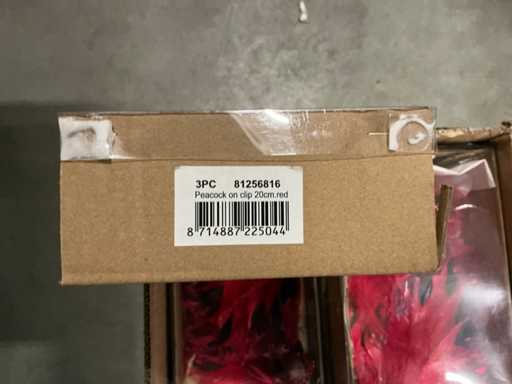 3PC 81256816
Peacock on clip 20cm.red
8 714887 225044